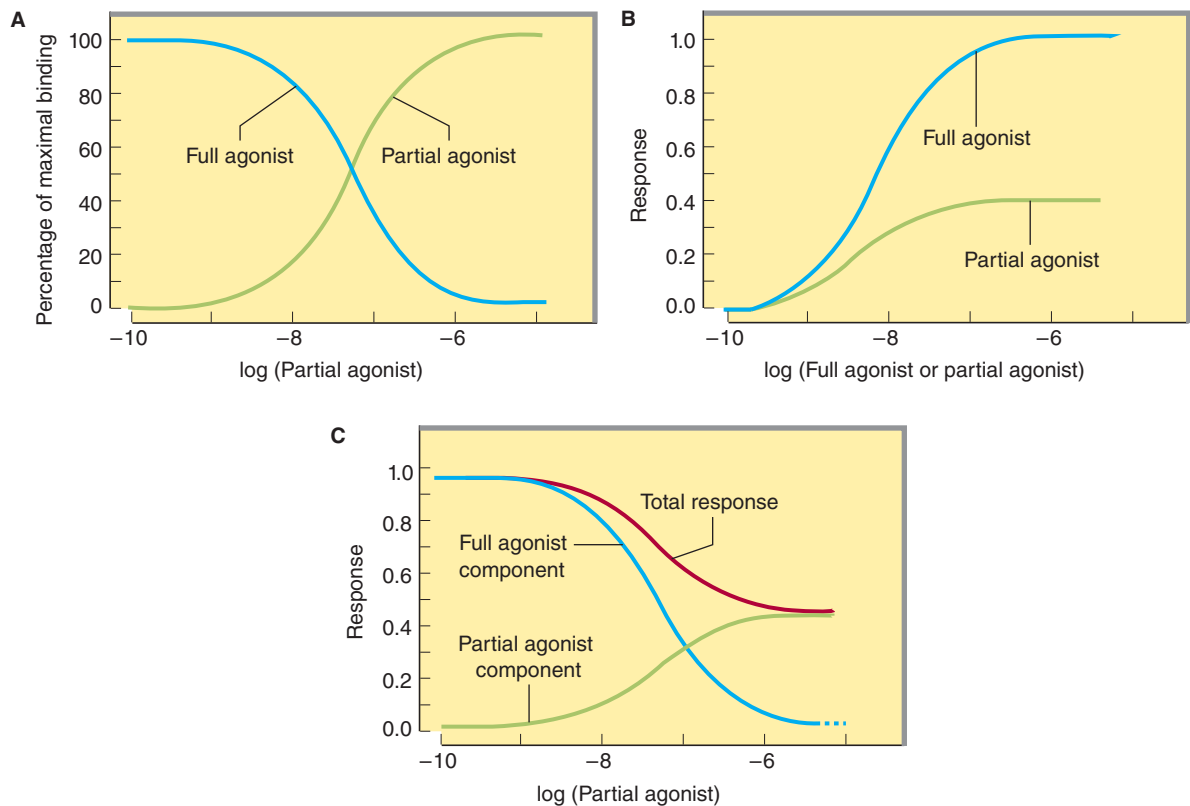 A
Percentage of maximal binding
100
80
60
40
20
0
Full agonist
Partial agonist
−10
−8
−6
log (Partial agonist)
B
Response
1.0
0.8
0.6
0.4
0.2
0.0
Full agonist
Partial agonist
−10
−8
−6
log (Full agonist or partial agonist)
C
Response
1.0
0.8
0.6
0.4
0.2
0.0
Total response
Full agonist
component
Partial agonist
component
−10
−8
−6
log (Partial agonist)